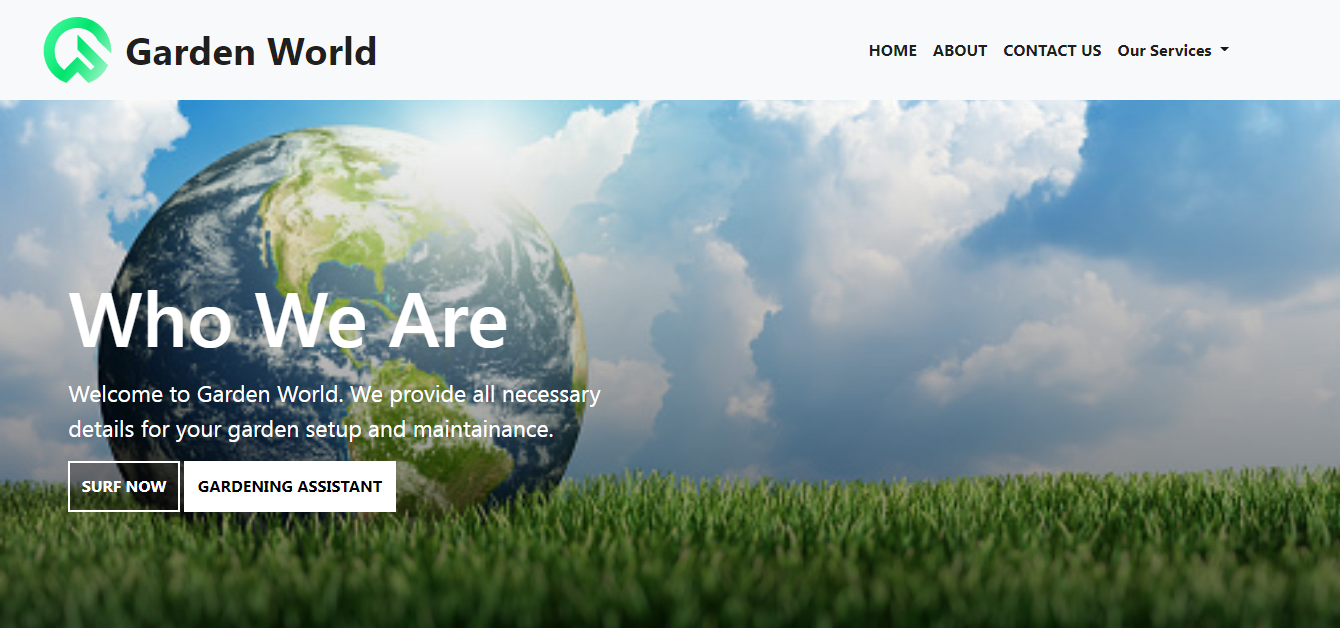 Garden World
HOME ABOUT CONTACT US Our Services
Who We Are
Welcome to Garden World. We provide all necessary
details for your garden setup and maintainance.
SURF NOW GARDENING ASSISTANT